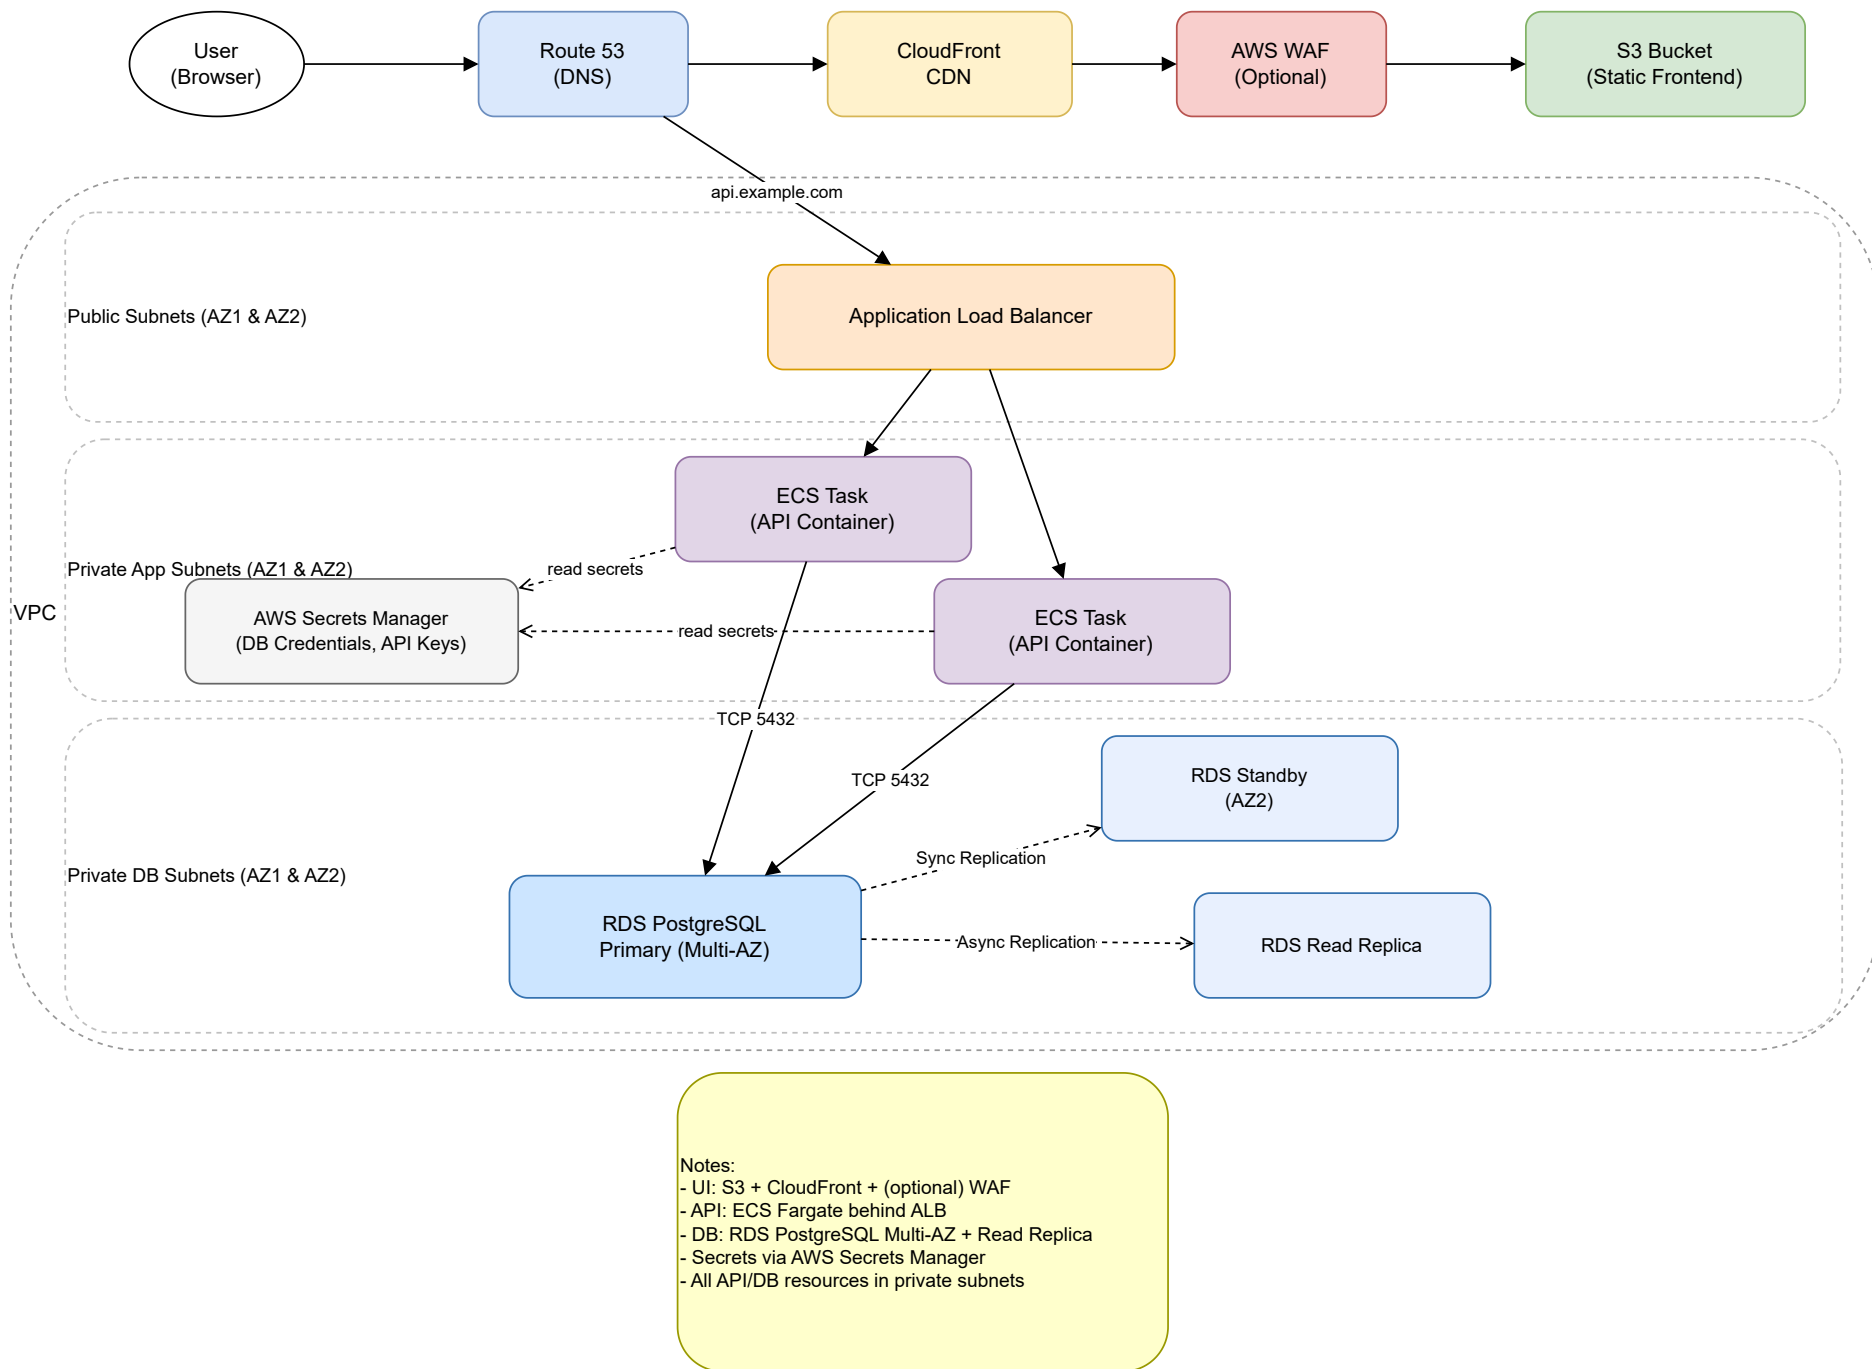 User
(Browser)
Route 53
(DNS)
CloudFront
CDN
AWS WAF
(Optional)
S3 Bucket
(Static Frontend)
api.example.com
Public Subnets (AZ1 & AZ2)
Application Load Balancer
ECS Task
(API Container)
Private App Subnets (AZ1 & AZ2)
read secrets
VPC
AWS Secrets Manager
(DB Credentials, API Keys)
read secrets
ECS Task
(API Container)
TCP 5432
TCP 5432
RDS Standby
(AZ2)
Sync Replication
Private DB Subnets (AZ1 & AZ2)
RDS PostgreSQL
Primary (Multi-AZ)
Async Replication
RDS Read Replica
Notes:
- UI: S3 + CloudFront + (optional) WAF
- API: ECS Fargate behind ALB
- DB: RDS PostgreSQL Multi-AZ + Read Replica
- Secrets via AWS Secrets Manager
- All API/DB resources in private subnets